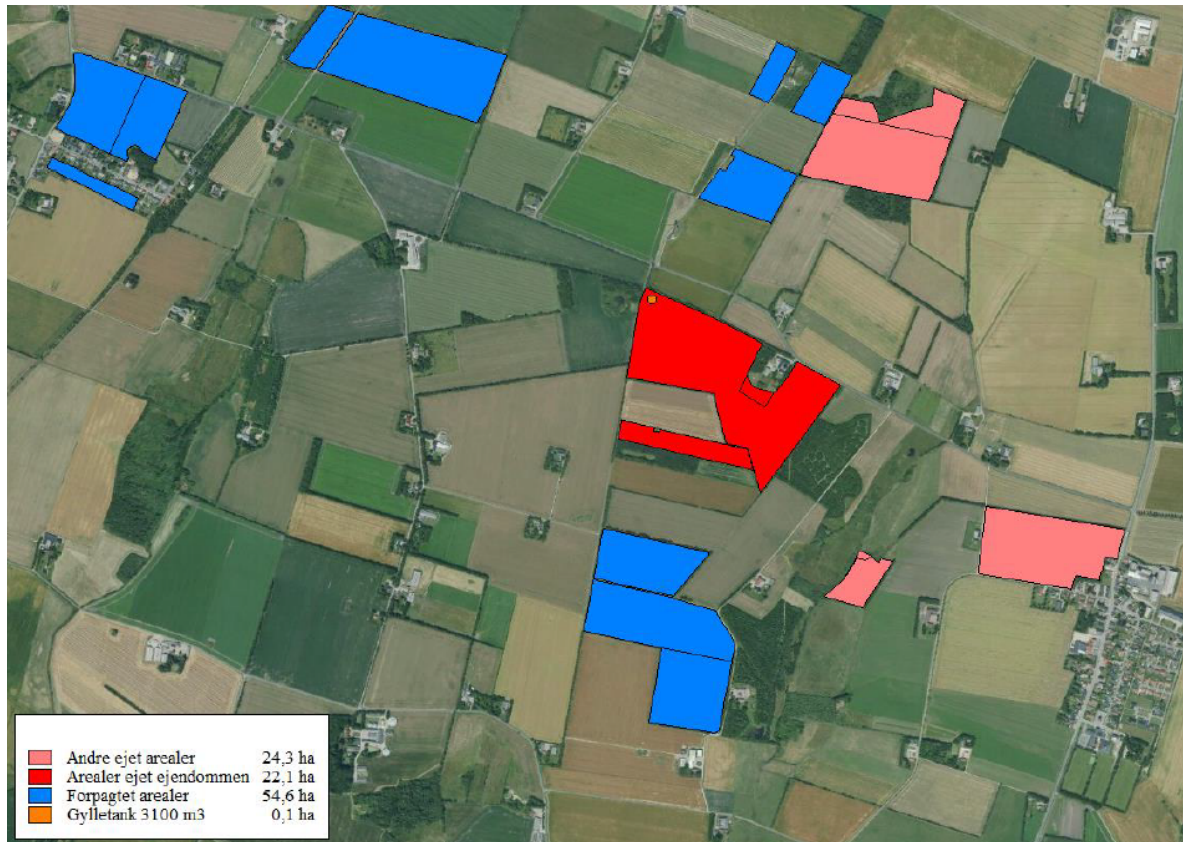 Andre ejet arealer 24,3 ha
Arealer ejet ejendommen 22,1 ha
Forpagtet arealer 54,6 ha
Gylletank 3100 m3 0,1 ha